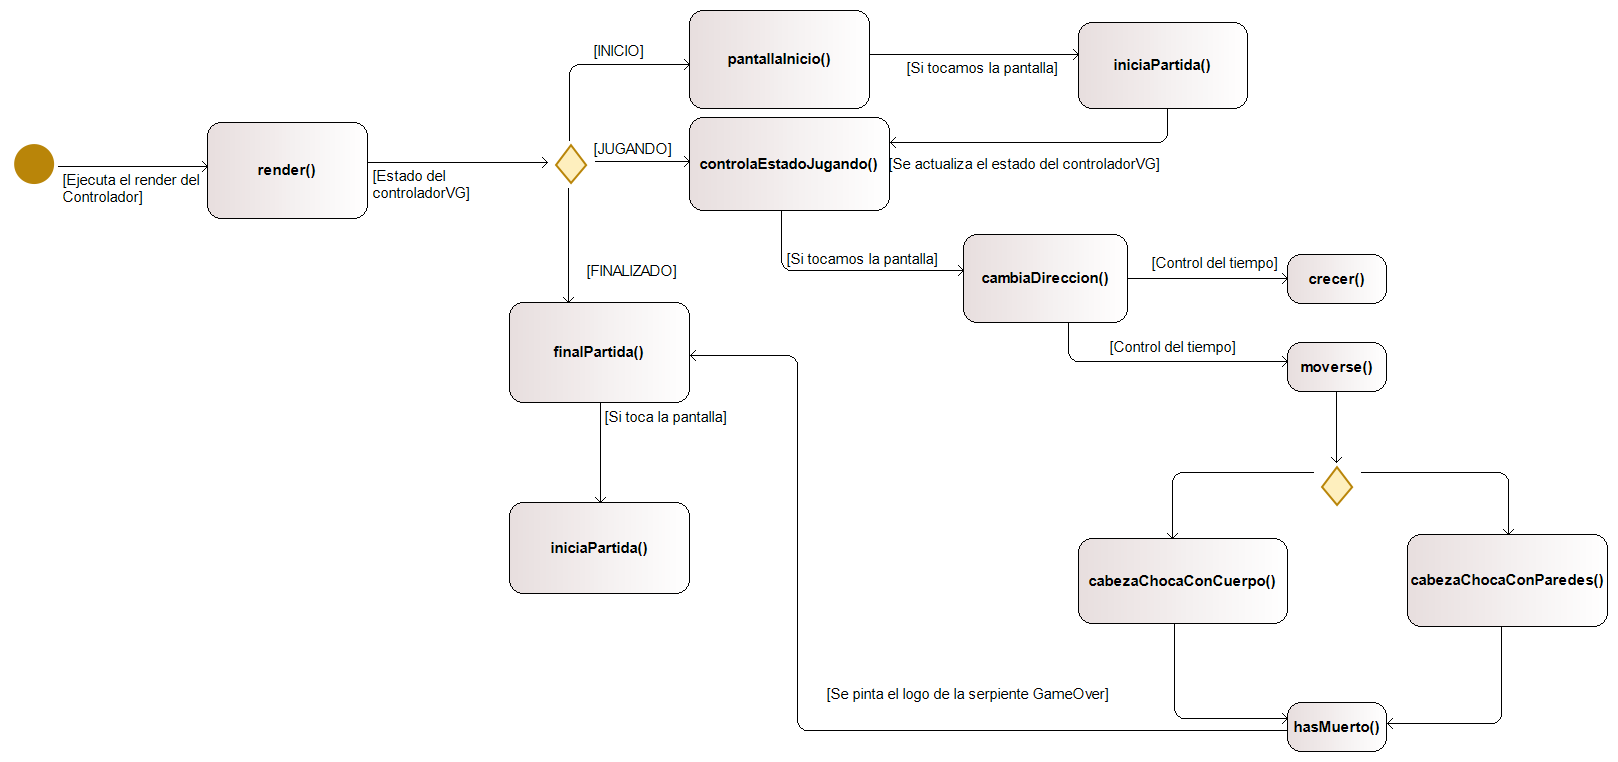 [INICIO]
pantallaInicio()
[Si tocamos la pantalla]
iniciaPartida()
[Ejecuta el render del
Controlador]
render()
[Estado del
controladorVG]
[JUGANDO]
controlaEstadoJugando()
[Se actualiza el estado del controladorVG]
[Si tocamos la pantalla]
cambiaDireccion()
[Control del tiempo]
crecer()
[Control del tiempo]
moverse()
[FINALIZADO]
finalPartida()
[Si toca la pantalla]
iniciaPartida()
cabezaChocaConCuerpo()
cabezaChocaConParedes()
[Se pinta el logo de la serpiente GameOver]
hasMuerto()